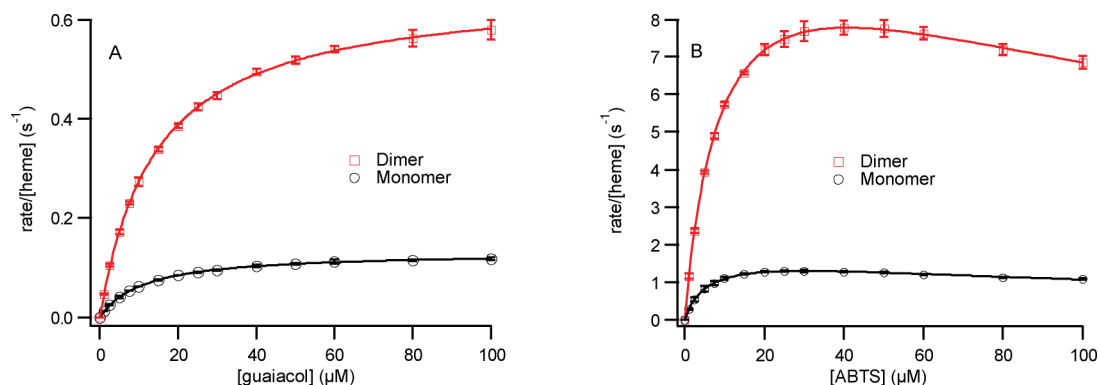 A
rate/[heme] (s⁻¹)
0.6
0.4
0.2
0.0
Dimer
Monomer
0 20 40 60 80 100
[guaiacol] (µM)
B
rate/[heme] (s⁻¹)
8
7
6
5
4
3
2
1
0
Dimer
Monomer
0 20 40 60 80 100
[ABTS] (µM)